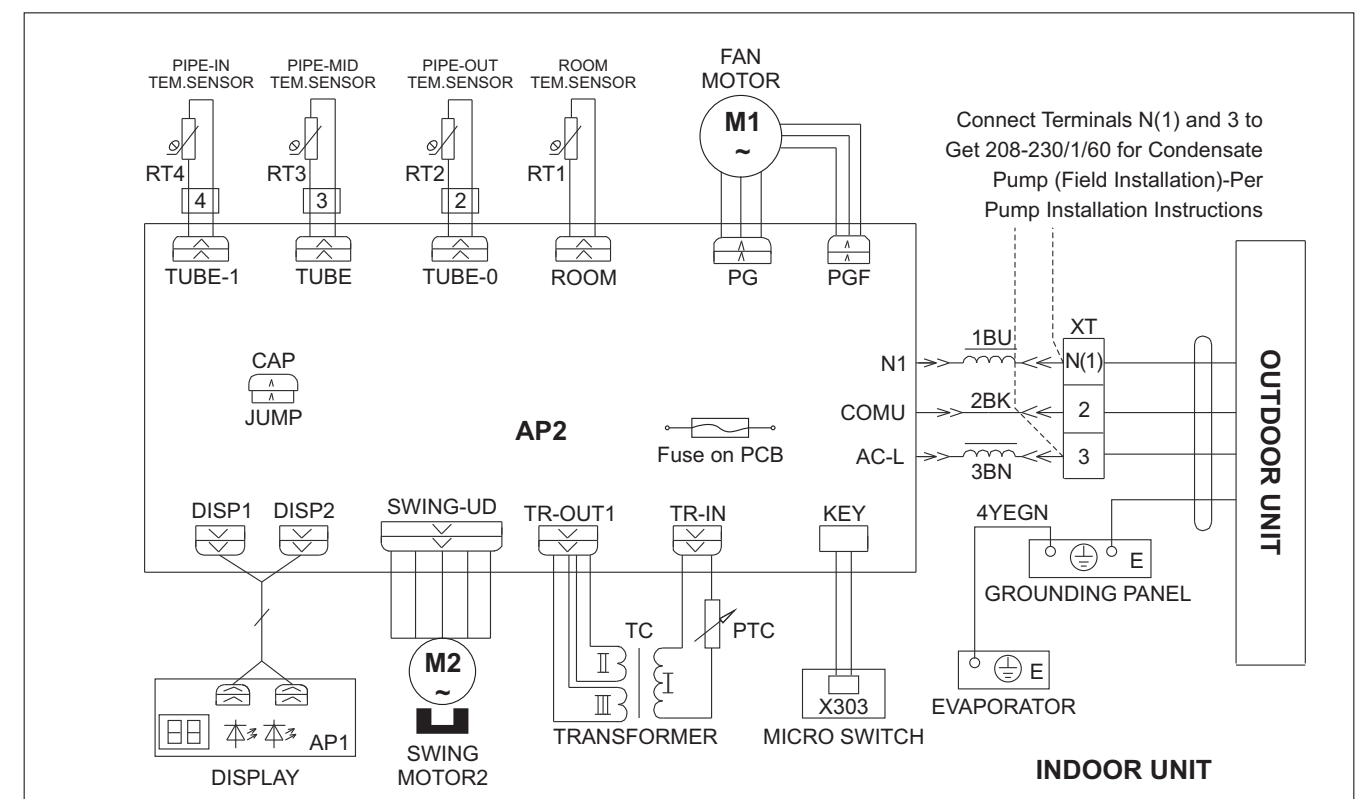 PIPE-IN
TEM.SENSOR
PIPE-MID
TEM.SENSOR
PIPE-OUT
TEM.SENSOR
ROOM
TEM.SENSOR
FAN
MOTOR
M1
~
RT4
RT3
RT2
RT1
4
3
2
TUBE-1
TUBE
TUBE-0
ROOM
PG
PGF
Connect Terminals N(1) and 3 to
Get 208-230/1/60 for Condensate
Pump (Field Installation)-Per
Pump Installation Instructions
CAP
JUMP
AP2
Fuse on PCB
N1
COMU
AC-L
1BU
2BK
3BN
XT
N(1)
2
3
OUTDOOR UNIT
DISP1
DISP2
SWING-UD
TR-OUT1
TR-IN
KEY
4YEGN
E
GROUNDING PANEL
M2
~
TC
PTC
II
I
III
X303
E
EVAPORATOR
88
AP1
DISPLAY
SWING
MOTOR2
TRANSFORMER
MICRO SWITCH
INDOOR UNIT